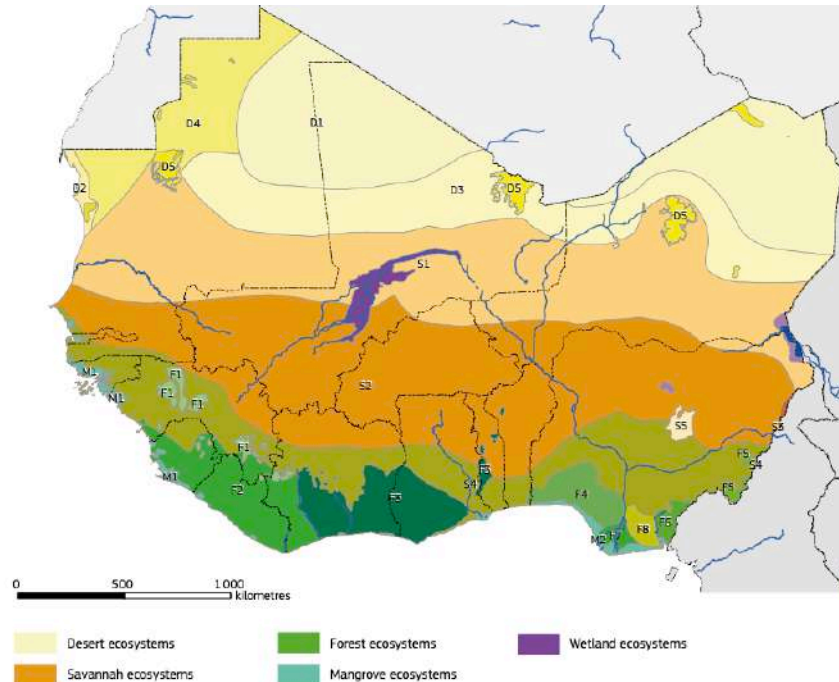 D4
D1
D5
D2
D3
D5
D5
S1
F1
M1
F1
S2
M1
F1
S5
S3
F1
F5
S4
M1
F2
F3
F3
S4
F4
F5
M2
F7
F8
F6
0 500 1 000
kilometres
Desert ecosystems
Forest ecosystems
Wetland ecosystems
Savannah ecosystems
Mangrove ecosystems